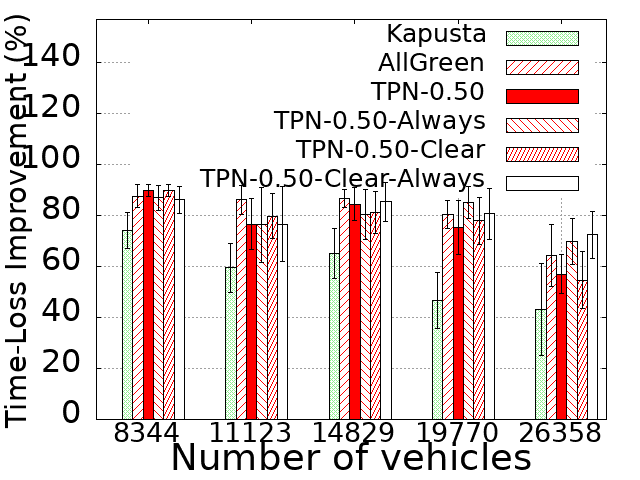 Time-Loss Improvement (%)
140
120
100
80
60
40
20
0
Kapusta
AllGreen
TPN-0.50
TPN-0.50-Always
TPN-0.50-Clear
TPN-0.50-Clear-Always
8344 11123 14829 19770 26358
Number of vehicles